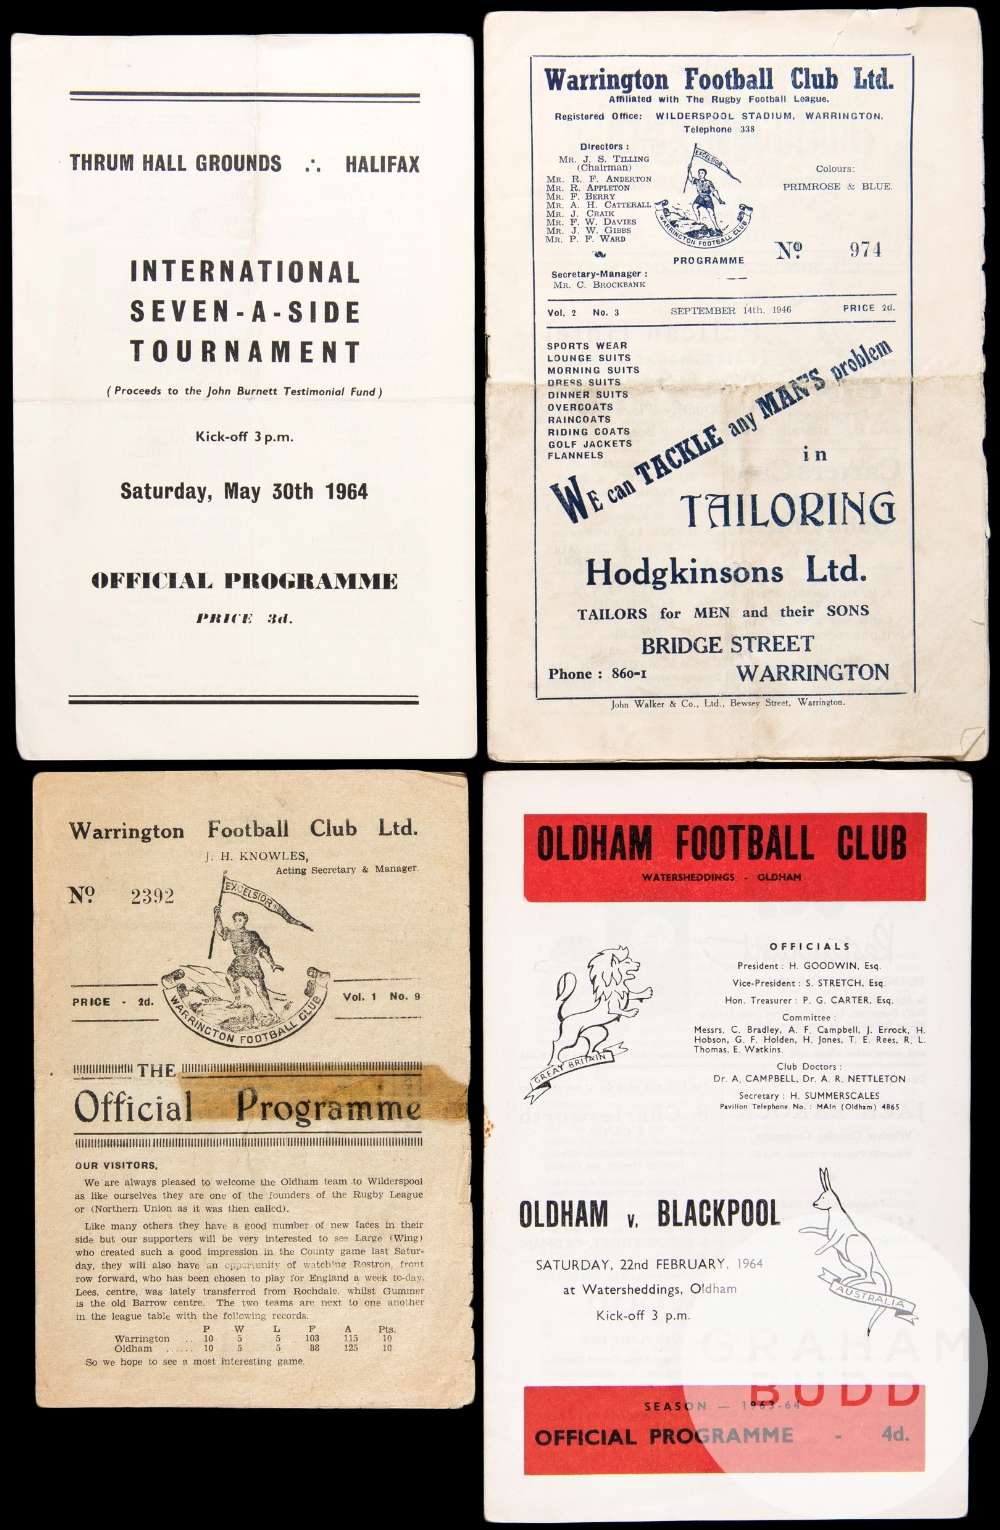 THRUM HALL GROUNDS ∴ HALIFAX
INTERNATIONAL
SEVEN-A-SIDE
TOURNAMENT
(Proceeds to the John Burnett Testimonial Fund)
Kick-off 3 p.m.
Saturday, May 30th 1964
OFFICIAL PROGRAMME
PRICE 3d.
Warrington Football Club Ltd.
Affiliated with The Rugby Football League.
Registered Office: WILDERSPOOL STADIUM, WARRINGTON.
Telephone 338
Directors :
MR. J. S. TILLING
(Chairman)
MR. R. F. ANDERTON
MR. R. APPLETON
MR. F. BERRY
MR. A. H. CATTERALL
MR. J. CRAIK
MR. F. W. DAVIES
MR. J. W. GIBBS
MR. P. F. WARD
Secretary-Manager :
MR. C. BROCKBANK
EXCELSIOR
WARRINGTON FOOTBALL CLUB
PROGRAMME
Colours:
PRIMROSE & BLUE.
No. 974
Vol. 2 No. 3 SEPTEMBER 14th, 1946 PRICE 2d.
SPORTS WEAR
LOUNGE SUITS
MORNING SUITS
DRESS SUITS
DINNER SUITS
OVERCOATS
RAINCOATS
RIDING COATS
GOLF JACKETS
FLANNELS
WE can TACKLE any MAN'S problem
in
TAILORING
Hodgkinsons Ltd.
TAILORS for MEN and their SONS
BRIDGE STREET
Phone : 860-1 WARRINGTON
John Walker & Co., Ltd., Bewsey Street, Warrington.
Warrington Football Club Ltd.
J. H. KNOWLES,
Acting Secretary & Manager
No. 2392
EXCELSIOR
WARRINGTON FOOTBALL CLUB
PRICE - 2d. Vol. 1 No. 9
THE
Official Programme
OUR VISITORS,
We are always pleased to welcome the Oldham team to Wilderspool
as like ourselves they are one of the founders of the Rugby League
or (Northern Union as it was then called).
Like many others they have a good number of new faces in their
side but our supporters will be very interested to see Large (Wing)
who created such a good impression in the County game last Satur-
day, they will also have an opportunity of watching Rostron, front
row forward, who has been chosen to play for England a week to-day.
Lees, centre, was lately transferred from Rochdale, whilst Gummer
is the old Barrow centre. The two teams are next to one another
in the league table with the following records.
P W L F A Pts.
Warrington .. 10 5 5 103 115 10
Oldham ...... 10 5 5 88 125 10
So we hope to see a most interesting game.
OLDHAM FOOTBALL CLUB
WATERSHEDDINGS - OLDHAM
GREAT BRITAIN
OFFICIALS
President : H. GOODWIN, Esq.
Vice-President : S. STRETCH, Esq.
Hon. Treasurer : P. G. CARTER, Esq.
Committee :
Messrs. C. Bradley, A. F. Campbell, J. Errock, H.
Hobson, G. F. Holden, H. Jones, T. E. Rees, R. L.
Thomas, E. Watkins.
Club Doctors :
Dr. A. CAMPBELL, Dr. A. R. NETTLETON
Secretary : H. SUMMERSCALES
Pavilion Telephone No. : MAIn (Oldham) 4865
OLDHAM v. BLACKPOOL
SATURDAY, 22nd FEBRUARY, 1964
at Watersheddings, Oldham
Kick-off 3 p.m.
AUSTRALIA
GRAHAM
BUDD
SEASON — 1963-64
OFFICIAL PROGRAMME - 4d.